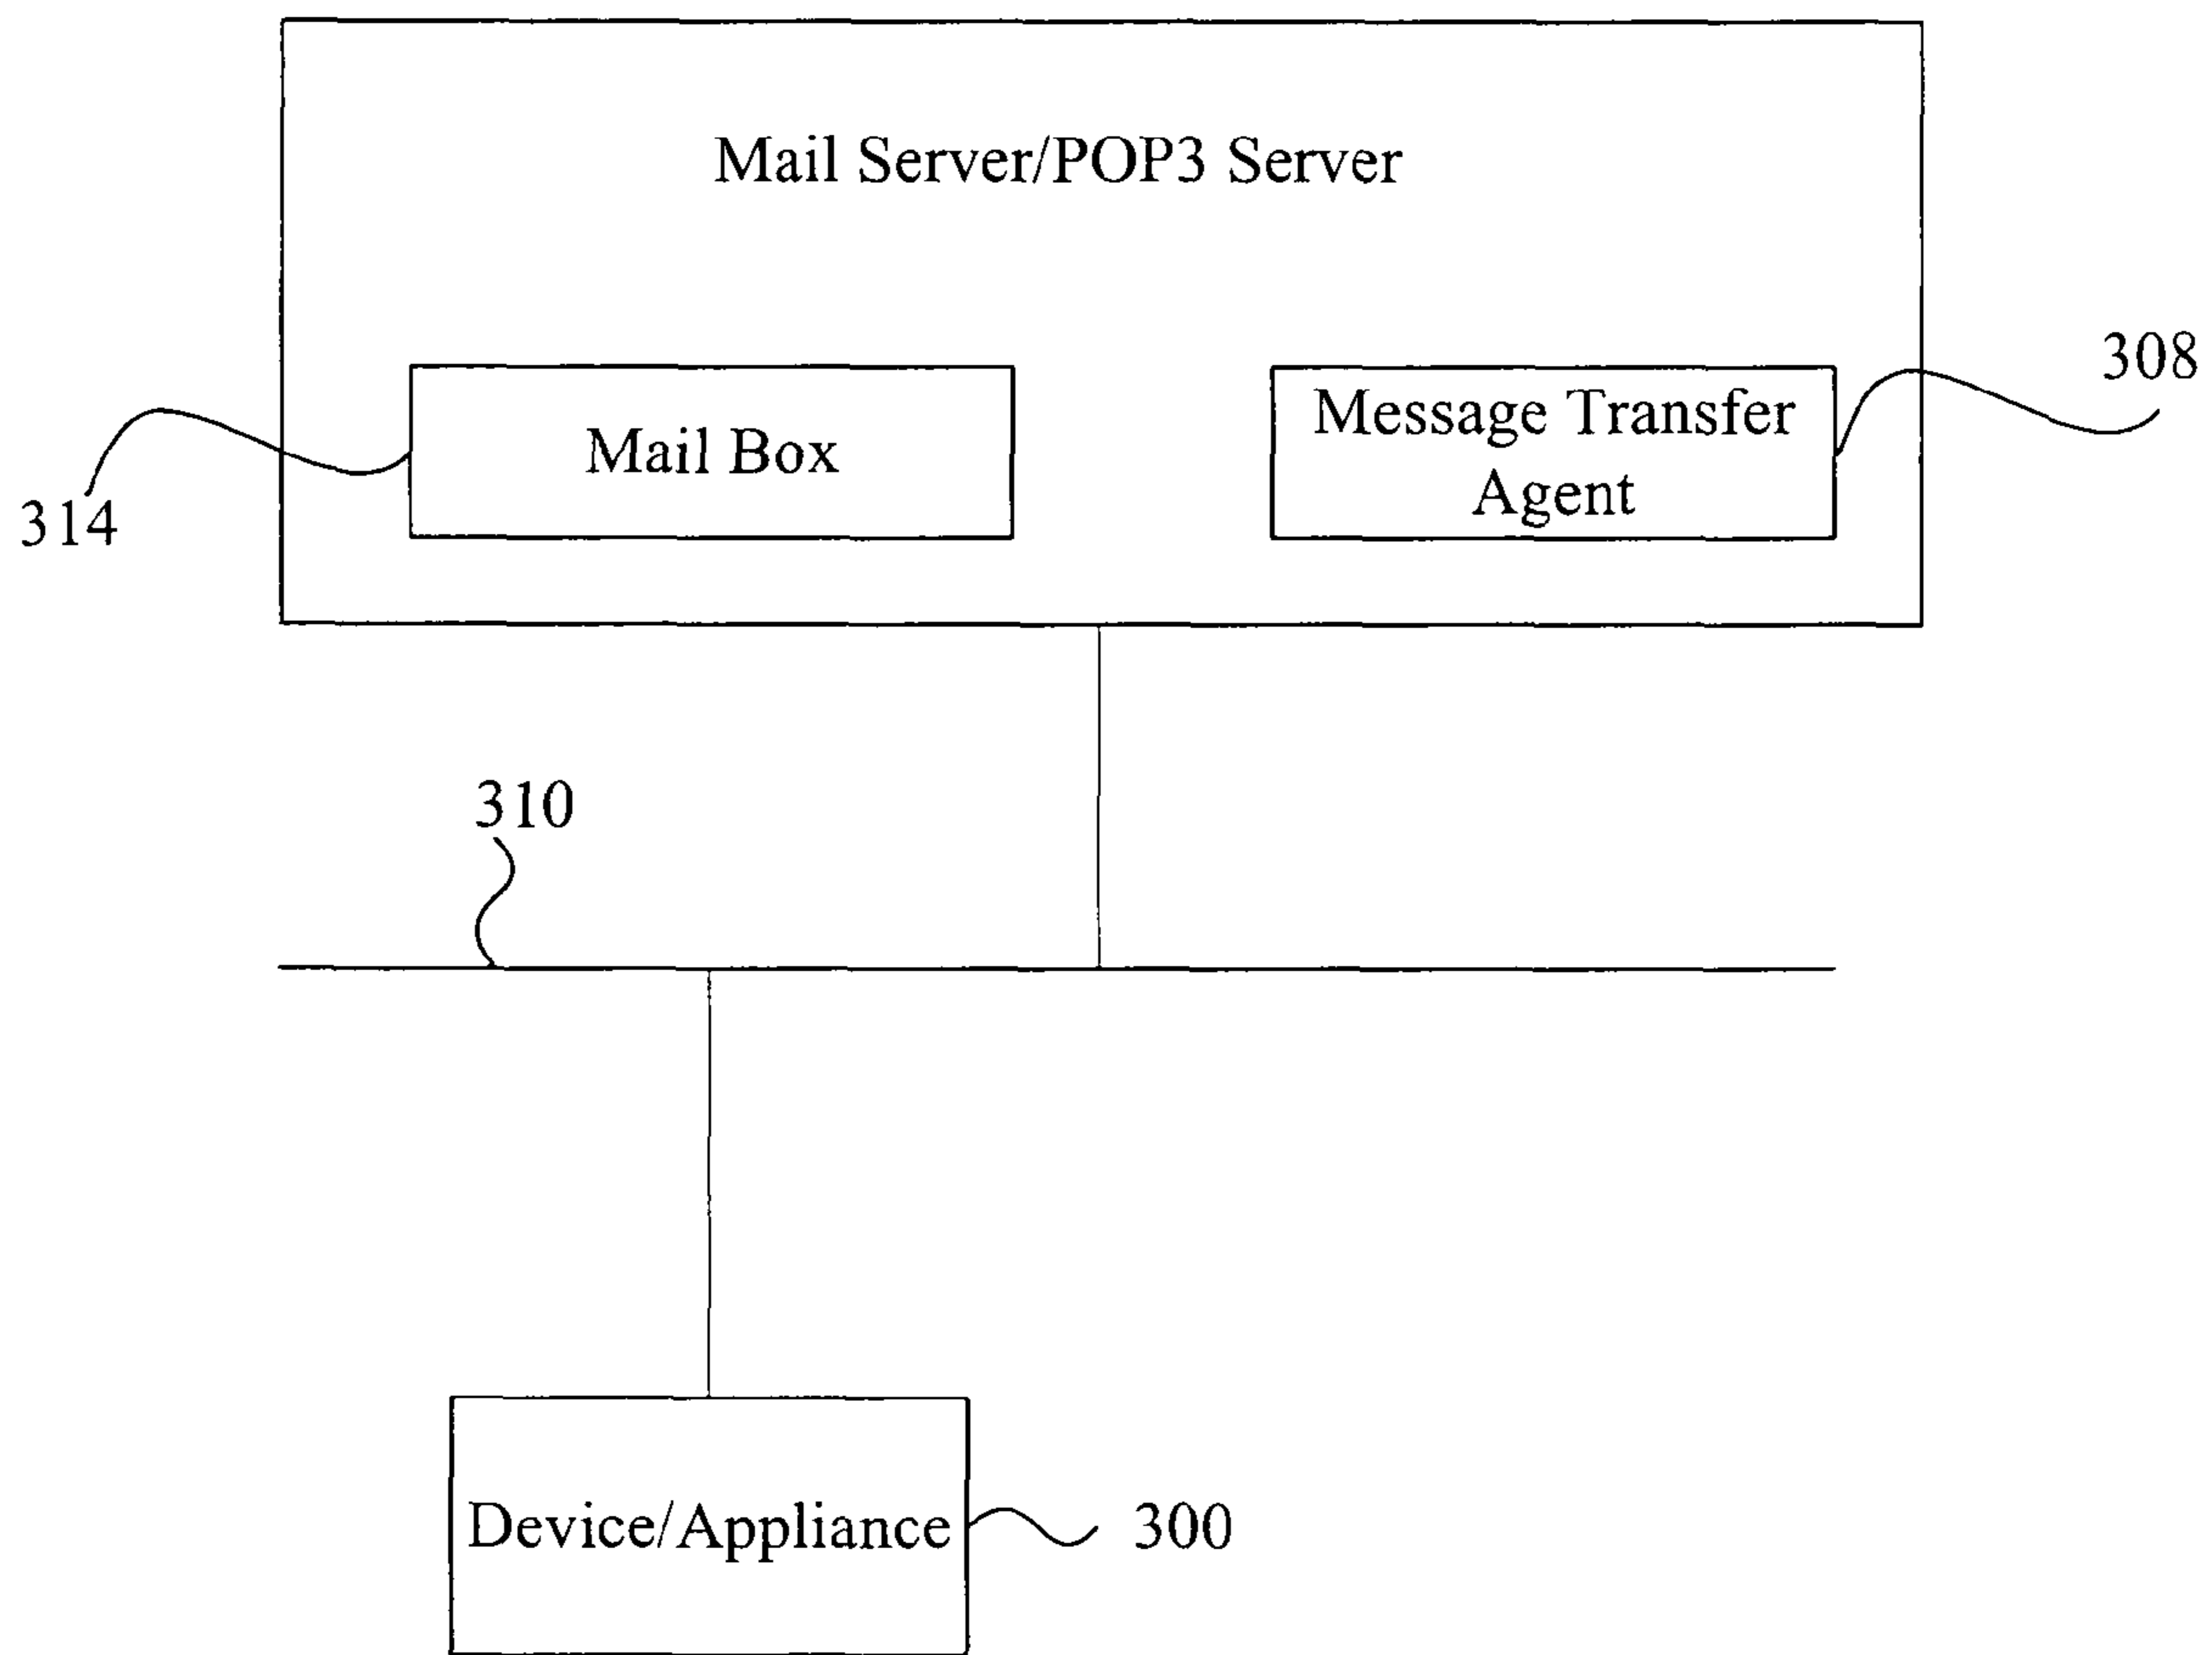 Mail Server/POP3 Server
308
Message Transfer
Agent
Mail Box
314
310
Device/Appliance
300